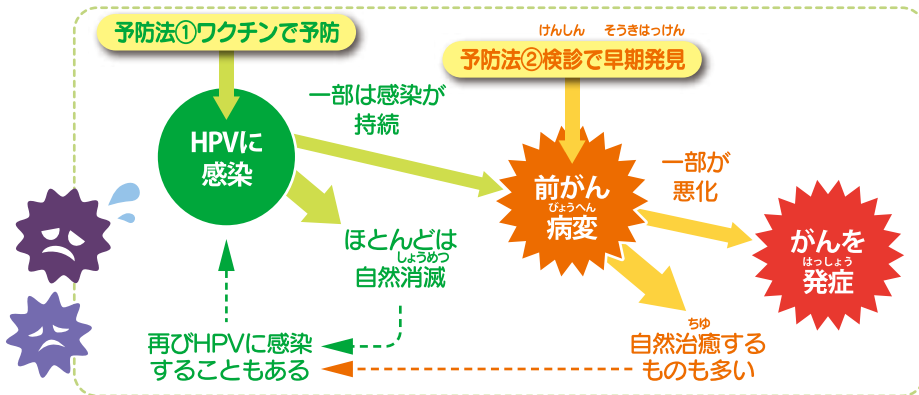 予防法①ワクチンで予防
けんしん そうきはっけん
予防法②検診で早期発見
一部は感染が
持続
HPVに
感染
前がん
びょうへん
病変
一部が
悪化
がんを
はっしょう
発症
ほとんどは
しょうめつ
自然消滅
ちゆ
自然治癒する
ものも多い
再びHPVに感染
することもある